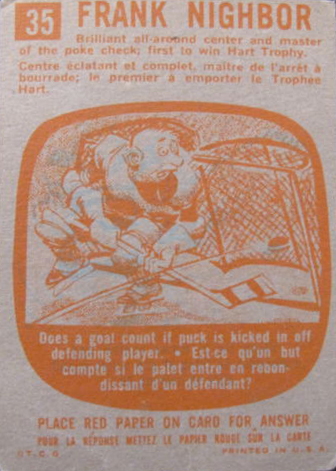 35 FRANK NIGHBOR
Brilliant all-around center and master
of the poke check; first to win Hart Trophy.
Centre éclatant et complet, maître de l'arrêt à
bourrade; le premier à emporter le Trophée
Hart.
Does a goal count if puck is kicked in off
defending player. • Est-ce qu'un but
compte si le palet entre en rebon-
dissant d'un défendant?
PLACE RED PAPER ON CARD FOR ANSWER
POUR LA RÉPONSE METTEZ LE PAPIER ROUGE SUR LA CARTE
©T.C.G. PRINTED IN U.S.A.